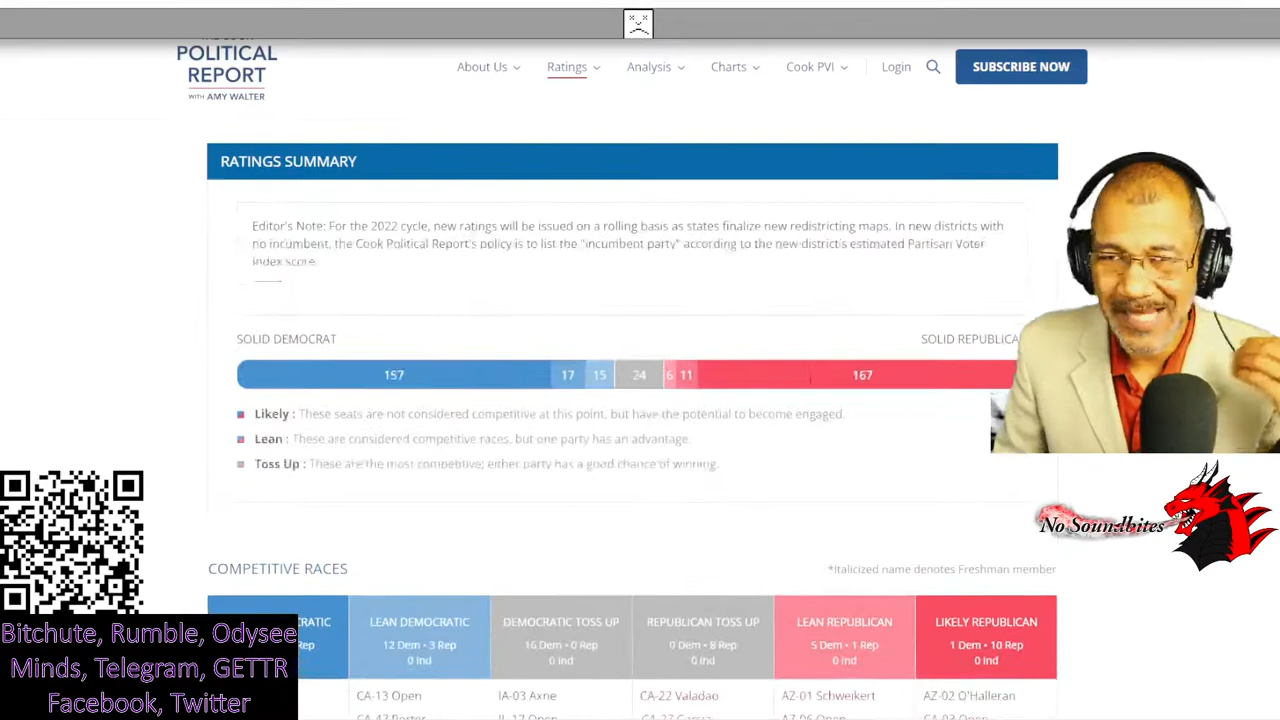 POLITICAL
REPORT
WITH AMY WALTER
About Us
Ratings
Analysis
Charts
Cook PVI
Login
SUBSCRIBE NOW
RATINGS SUMMARY
Editor's Note: For the 2022 cycle, new ratings will be issued on a rolling basis as states finalize new redistricting maps. In new districts with
no incumbent, the Cook Political Report's policy is to list the "incumbent party" according to the new district's estimated Partisan Voter
Index score.
SOLID DEMOCRAT
SOLID REPUBLICA
157 17 15 24 6 11 167
Likely : These seats are not considered competitive at this point, but have the potential to become engaged.
Lean : These are considered competitive races, but one party has an advantage.
Toss Up : These are the most competitive; either party has a good chance of winning.
No Soundbites
COMPETITIVE RACES
*Italicized name denotes Freshman member
RATIC
Rep
LEAN DEMOCRATIC
12 Dem • 3 Rep
0 Ind
DEMOCRATIC TOSS UP
16 Dem • 0 Rep
0 Ind
REPUBLICAN TOSS UP
0 Dem • 8 Rep
0 Ind
LEAN REPUBLICAN
5 Dem • 1 Rep
0 Ind
LIKELY REPUBLICAN
1 Dem • 10 Rep
0 Ind
CA-13 Open
IA-03 Axne
CA-22 Valadao
AZ-01 Schweikert
AZ-02 O'Halleran
Bitchute, Rumble, Odysee
Minds, Telegram, GETTR
Facebook, Twitter